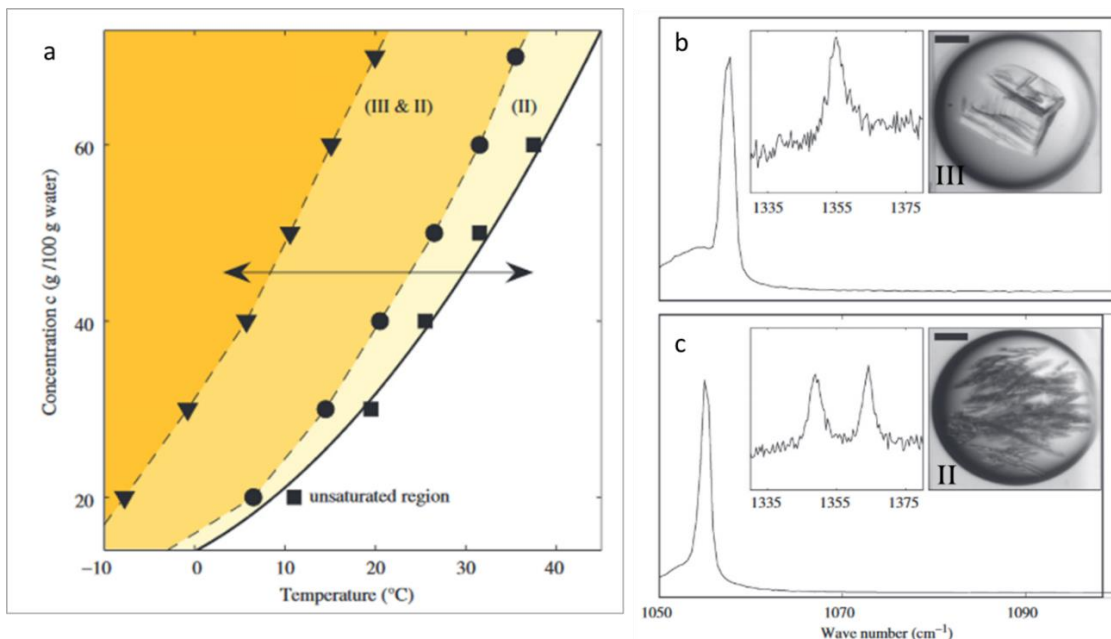 a
(III & II)
(II)
60
40
20
unsaturated region
−10
0
10
20
30
40
Concentration c (g /100 g water)
Temperature (°C)
b
1335
1355
1375
III
c
1335
1355
1375
II
1050
1070
1090
Wave number (cm⁻¹)